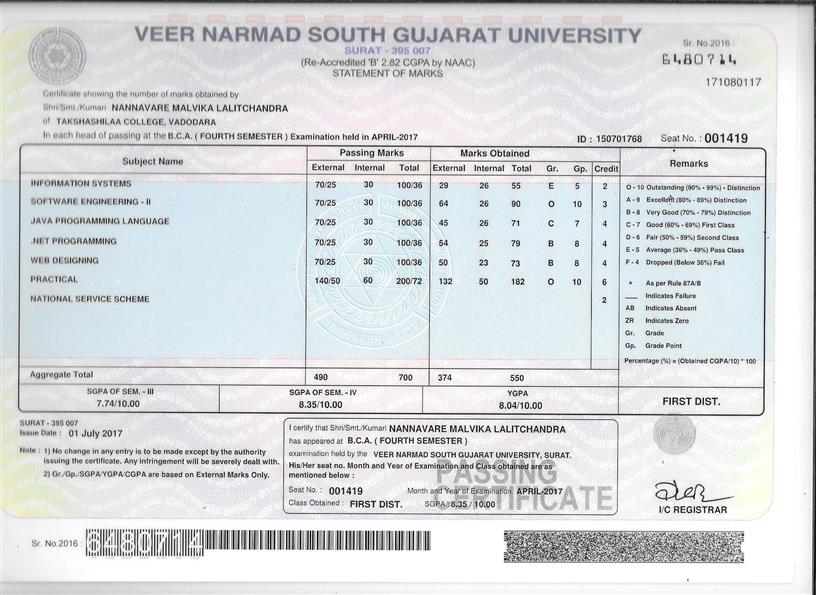 VEER NARMAD SOUTH GUJARAT UNIVERSITY
SURAT - 395 007
(Re-Accredited 'B' 2.82 CGPA by NAAC)
STATEMENT OF MARKS
Sr. No.2016 :
6480714
171080117
Certificate showing the number of marks obtained by
Shri/Smt./Kumari NANNAVARE MALVIKA LALITCHANDRA
of TAKSHASHILAA COLLEGE, VADODARA
In each head of passing at the B.C.A. ( FOURTH SEMESTER ) Examination held in APRIL-2017
ID : 150701768 Seat No. : 001419
Subject Name Passing Marks Marks Obtained Remarks
External Internal Total External Internal Total Gr. Gp. Credit
INFORMATION SYSTEMS 70/25 30 100/36 29 26 55 E 5 2
SOFTWARE ENGINEERING - II 70/25 30 100/36 64 26 90 O 10 3
JAVA PROGRAMMING LANGUAGE 70/25 30 100/36 45 26 71 C 7 4
.NET PROGRAMMING 70/25 30 100/36 54 25 79 B 8 4
WEB DESIGNING 70/25 30 100/36 50 23 73 B 8 4
PRACTICAL 140/50 60 200/72 132 50 182 O 10 6
NATIONAL SERVICE SCHEME 2
O - 10 Outstanding (90% - 99%) - Distinction
A - 9 Excellent (80% - 89%) Distinction
B - 8 Very Good (70% - 79%) Distinction
C - 7 Good (60% - 69%) First Class
D - 6 Fair (50% - 59%) Second Class
E - 5 Average (36% - 49%) Pass Class
F - 4 Dropped (Below 36%) Fail
* As per Rule 87A/B
___ Indicates Failure
AB Indicates Absent
ZR Indicates Zero
Gr. Grade
Gp. Grade Point
Percentage (%) = (Obtained CGPA/10) * 100
Aggregate Total 490 700 374 550
SGPA OF SEM. - III SGPA OF SEM. - IV YGPA
7.74/10.00 8.35/10.00 8.04/10.00
FIRST DIST.
SURAT - 395 007
Issue Date : 01 July 2017
Note : 1) No change in any entry is to be made except by the authority
issuing the certificate. Any infringement will be severely dealt with.
2) Gr./Gp./SGPA/YGPA/CGPA are based on External Marks Only.
I certify that Shri/Smt./Kumari NANNAVARE MALVIKA LALITCHANDRA
has appeared at B.C.A. ( FOURTH SEMESTER )
examination held by the VEER NARMAD SOUTH GUJARAT UNIVERSITY, SURAT.
His/Her seat no. Month and Year of Examination and Class obtained are as
mentioned below :
Seat No. : 001419 Month and Year of Examination APRIL-2017
Class Obtained : FIRST DIST. SGPA : 8.35 / 10.00
PASSING
CERTIFICATE
I/C REGISTRAR
Sr. No.2016 : 6480714